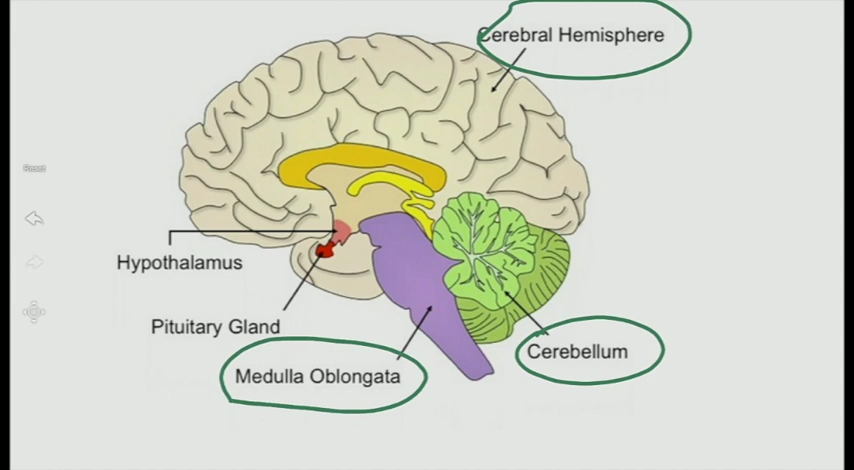 Cerebral Hemisphere
Reset
Hypothalamus
Pituitary Gland
Cerebellum
Medulla Oblongata